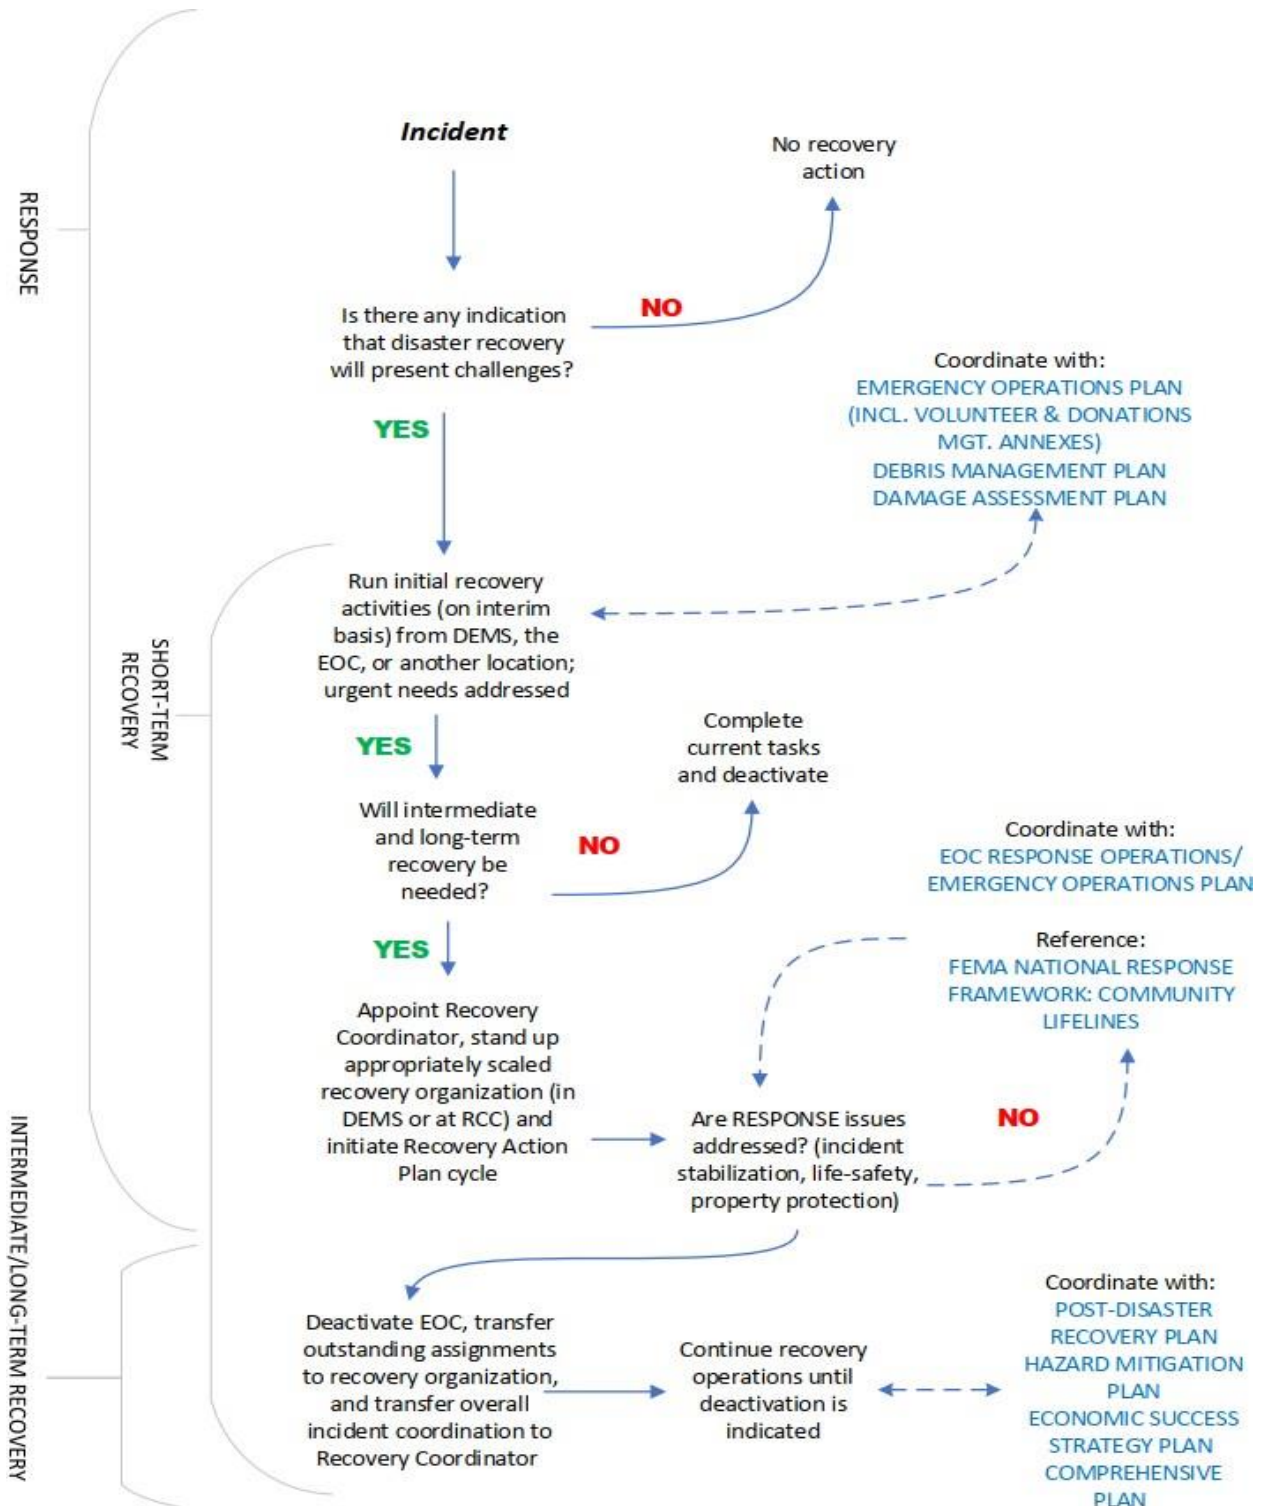 Incident
No recovery
action
RESPONSE
Is there any indication
that disaster recovery
will present challenges?
NO
YES
Coordinate with:
EMERGENCY OPERATIONS PLAN
(INCL. VOLUNTEER & DONATIONS
MGT. ANNEXES)
DEBRIS MANAGEMENT PLAN
DAMAGE ASSESSMENT PLAN
SHORT-TERM
RECOVERY
Run initial recovery
activities (on interim
basis) from DEMS, the
EOC, or another location;
urgent needs addressed
YES
Complete
current tasks
and deactivate
Will intermediate
and long-term
recovery be
needed?
NO
YES
Coordinate with:
EOC RESPONSE OPERATIONS/
EMERGENCY OPERATIONS PLAN
Reference:
FEMA NATIONAL RESPONSE
FRAMEWORK: COMMUNITY
LIFELINES
Appoint Recovery
Coordinator, stand up
appropriately scaled
recovery organization (in
DEMS or at RCC) and
initiate Recovery Action
Plan cycle
Are RESPONSE issues
addressed? (incident
stabilization, life-safety,
property protection)
NO
INTERMEDIATE/LONG-TERM RECOVERY
Deactivate EOC, transfer
outstanding assignments
to recovery organization,
and transfer overall
incident coordination to
Recovery Coordinator
Continue recovery
operations until
deactivation is
indicated
Coordinate with:
POST-DISASTER
RECOVERY PLAN
HAZARD MITIGATION
PLAN
ECONOMIC SUCCESS
STRATEGY PLAN
COMPREHENSIVE
PLAN